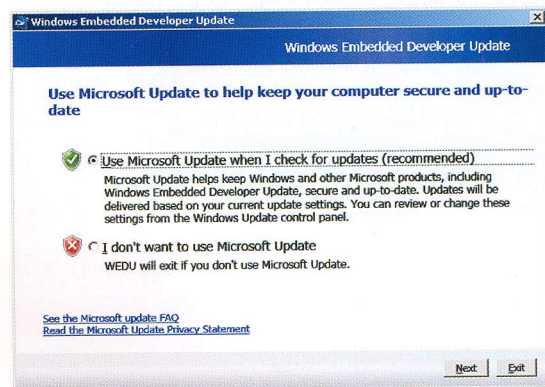 Windows Embedded Developer Update
Windows Embedded Developer Update
Use Microsoft Update to help keep your computer secure and up-to-
date
Use Microsoft Update when I check for updates (recommended)
Microsoft Update helps keep Windows and other Microsoft products, including
Windows Embedded Developer Update, secure and up-to-date. Updates will be
delivered based on your current update settings. You can review or change these
settings from the Windows Update control panel.
I don't want to use Microsoft Update
WEDU will exit if you don't use Microsoft Update.
See the Microsoft update FAQ
Read the Microsoft Update Privacy Statement
Next Exit